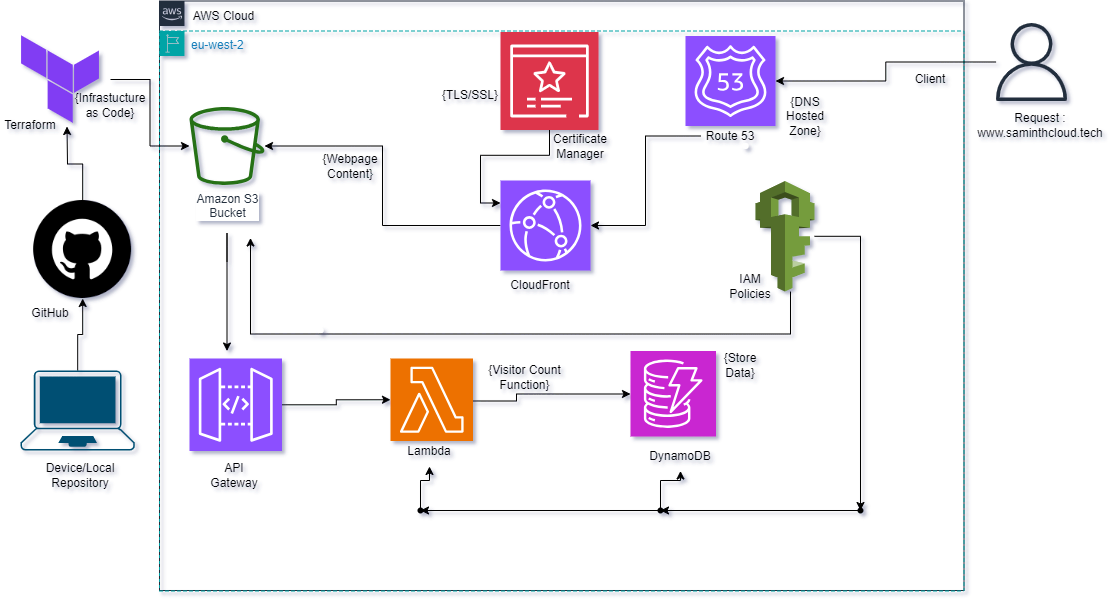 aws
AWS Cloud
eu-west-2
{Infrastucture
as Code}
Terraform
{TLS/SSL}
Certificate
Manager
53
Route 53
{DNS
Hosted
Zone}
Client
Request :
www.saminthcloud.tech
{Webpage
Content}
Amazon S3
Bucket
CloudFront
IAM
Policies
GitHub
Device/Local
Repository
</>
API
Gateway
Lambda
{Visitor Count
Function}
DynamoDB
{Store
Data}